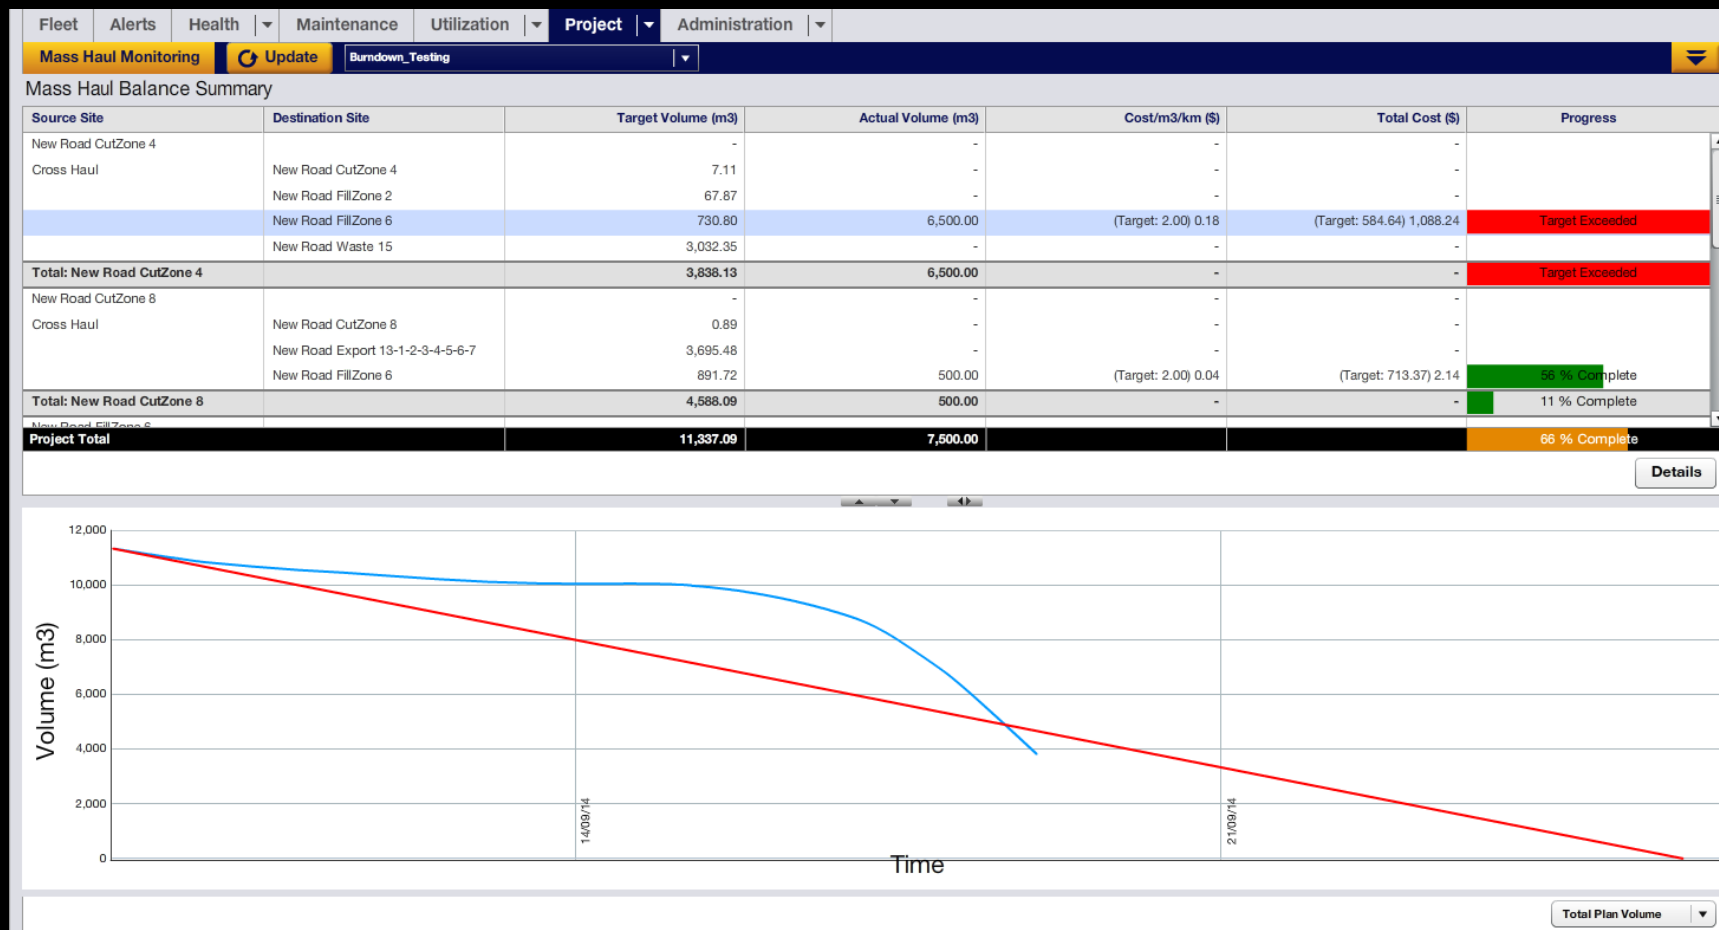 Fleet Alerts Health Maintenance Utilization Project Administration
Mass Haul Monitoring Update Burndown_Testing
Mass Haul Balance Summary
Source Site Destination Site Target Volume (m3) Actual Volume (m3) Cost/m3/km ($) Total Cost ($) Progress
New Road CutZone 4 - - - -
Cross Haul New Road CutZone 4 7.11 - - -
New Road FillZone 2 67.87 - - -
New Road FillZone 6 730.80 6,500.00 (Target: 2.00) 0.18 (Target: 584.64) 1,088.24 Target Exceeded
New Road Waste 15 3,032.35 - - -
Total: New Road CutZone 4 3,838.13 6,500.00 - - Target Exceeded
New Road CutZone 8 - - - -
Cross Haul New Road CutZone 8 0.89 - - -
New Road Export 13-1-2-3-4-5-6-7 3,695.48 - - -
New Road FillZone 6 891.72 500.00 (Target: 2.00) 0.04 (Target: 713.37) 2.14 56 % Complete
Total: New Road CutZone 8 4,588.09 500.00 - - 11 % Complete
New Road FillZone 6
Project Total 11,337.09 7,500.00 66 % Complete
Details
12,000
10,000
8,000
6,000
4,000
2,000
0
Volume (m3)
14/09/14
21/09/14
Time
Total Plan Volume